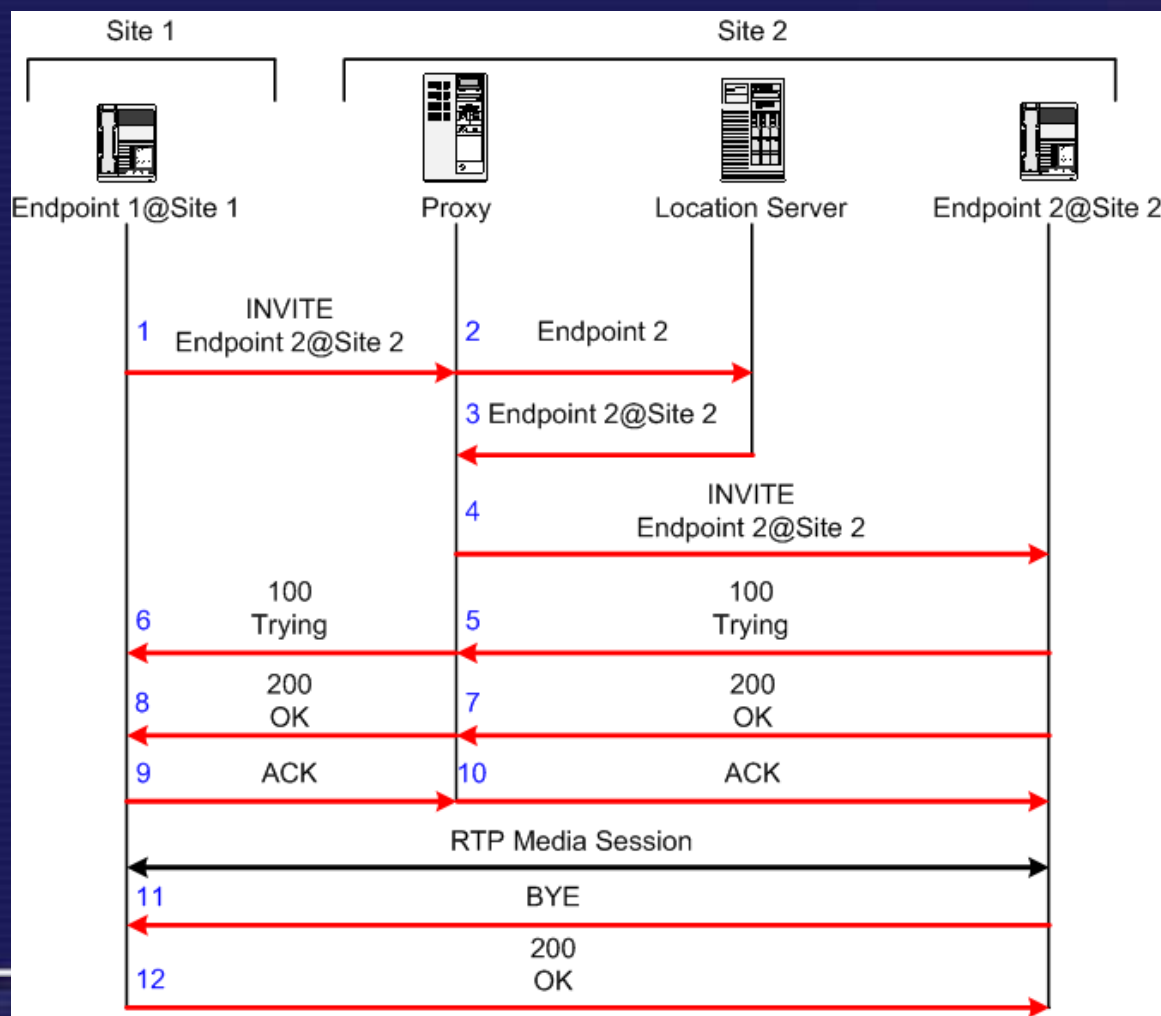 Site 1
Site 2
Endpoint 1@Site 1
Proxy
Location Server
Endpoint 2@Site 2
1
INVITE
Endpoint 2@Site 2
2
Endpoint 2
3 Endpoint 2@Site 2
4
INVITE
Endpoint 2@Site 2
6
100
Trying
5
100
Trying
8
200
OK
7
200
OK
9
ACK
10
ACK
RTP Media Session
11
BYE
12
200
OK